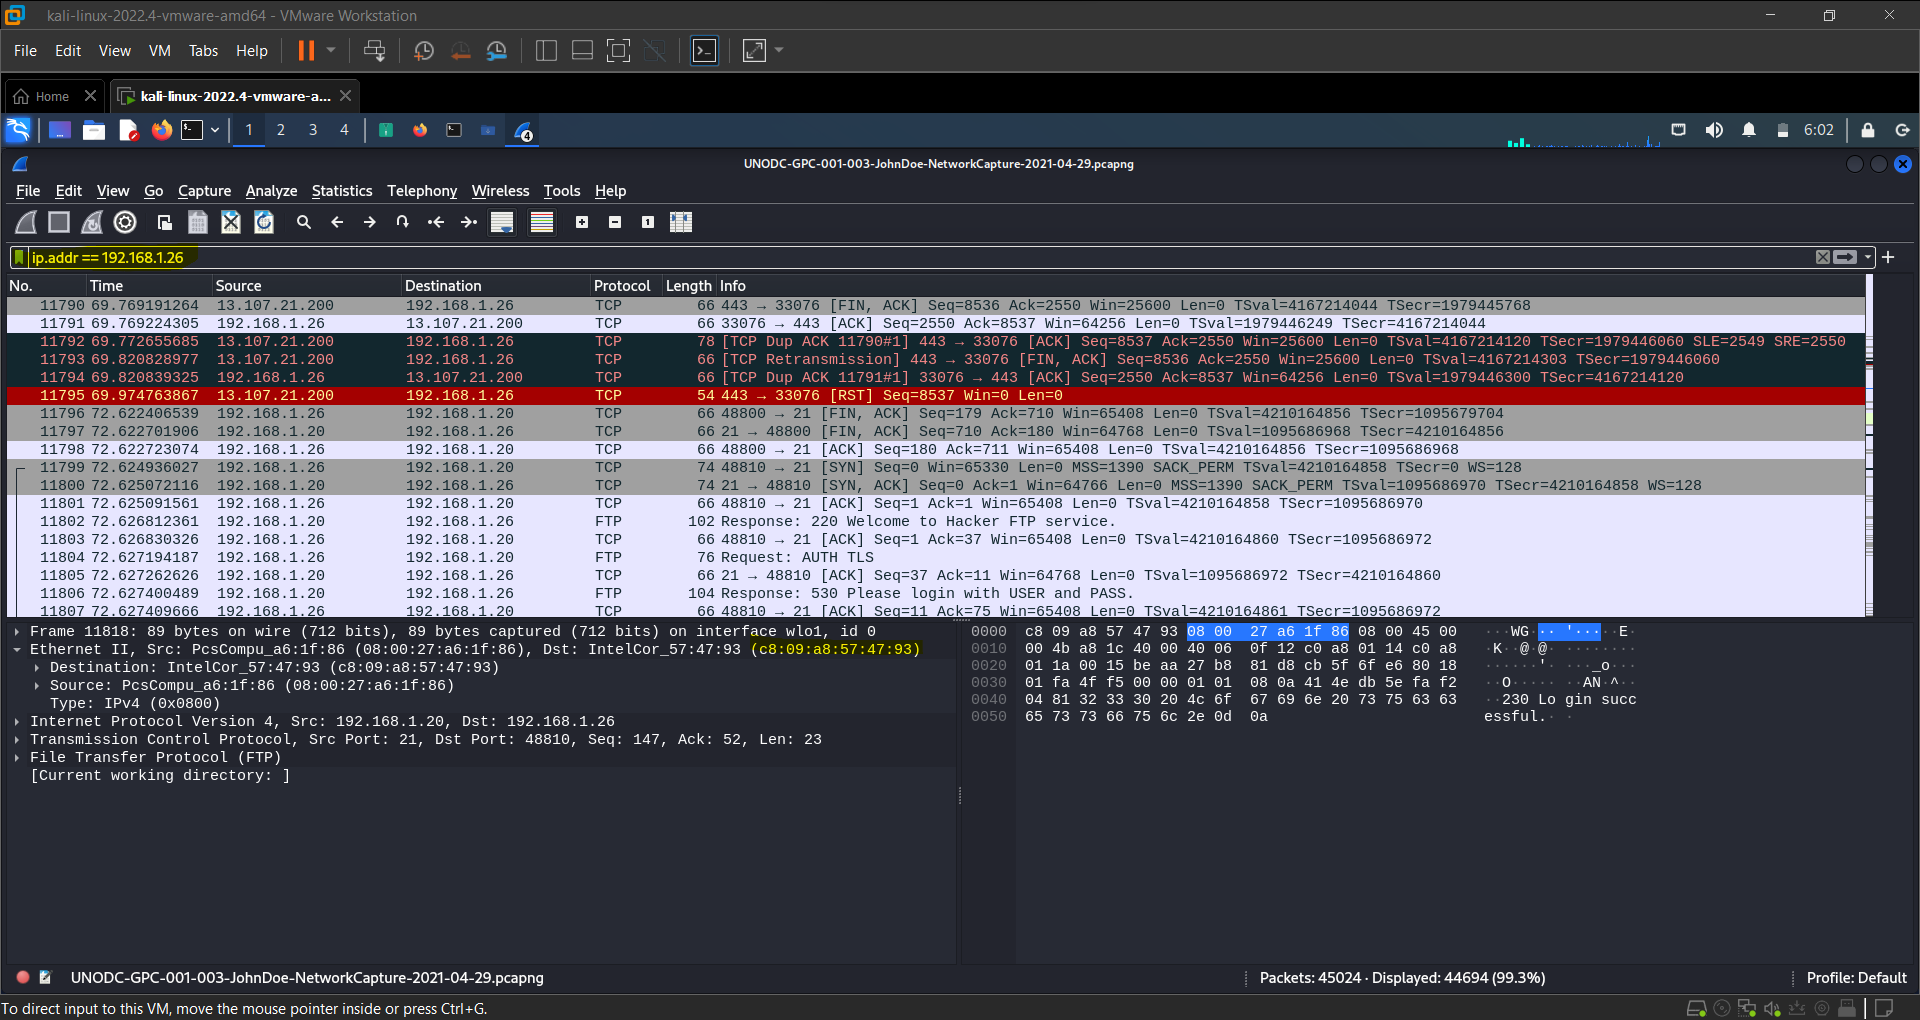 kali-linux-2022.4-vmware-amd64 - VMware Workstation
File Edit View VM Tabs Help
Home kali-linux-2022.4-vmware-a...
1 2 3 4 4 6:02
UNODC-GPC-001-003-JohnDoe-NetworkCapture-2021-04-29.pcapng
File Edit View Go Capture Analyze Statistics Telephony Wireless Tools Help
ip.addr == 192.168.1.26
No. Time Source Destination Protocol Length Info
11790 69.769191264 13.107.21.200 192.168.1.26 TCP 66 443 → 33076 [FIN, ACK] Seq=8536 Ack=2550 Win=25600 Len=0 TSval=4167214044 TSecr=1979445768
11791 69.769224305 192.168.1.26 13.107.21.200 TCP 66 33076 → 443 [ACK] Seq=2550 Ack=8537 Win=64256 Len=0 TSval=1979446249 TSecr=4167214044
11792 69.772655685 13.107.21.200 192.168.1.26 TCP 78 [TCP Dup ACK 11790#1] 443 → 33076 [ACK] Seq=8537 Ack=2550 Win=25600 Len=0 TSval=4167214120 TSecr=1979446060 SLE=2549 SRE=2550
11793 69.820828977 13.107.21.200 192.168.1.26 TCP 66 [TCP Retransmission] 443 → 33076 [FIN, ACK] Seq=8536 Ack=2550 Win=25600 Len=0 TSval=4167214303 TSecr=1979446060
11794 69.820839325 192.168.1.26 13.107.21.200 TCP 66 [TCP Dup ACK 11791#1] 33076 → 443 [ACK] Seq=2550 Ack=8537 Win=64256 Len=0 TSval=1979446300 TSecr=4167214120
11795 69.974763867 13.107.21.200 192.168.1.26 TCP 54 443 → 33076 [RST] Seq=8537 Win=0 Len=0
11796 72.622406539 192.168.1.26 192.168.1.20 TCP 66 48800 → 21 [FIN, ACK] Seq=179 Ack=710 Win=65408 Len=0 TSval=4210164856 TSecr=1095679704
11797 72.622701906 192.168.1.20 192.168.1.26 TCP 66 21 → 48800 [FIN, ACK] Seq=710 Ack=180 Win=64768 Len=0 TSval=1095686968 TSecr=4210164856
11798 72.622723074 192.168.1.26 192.168.1.20 TCP 66 48800 → 21 [ACK] Seq=180 Ack=711 Win=65408 Len=0 TSval=4210164856 TSecr=1095686968
11799 72.624936027 192.168.1.26 192.168.1.20 TCP 74 48810 → 21 [SYN] Seq=0 Win=65330 Len=0 MSS=1390 SACK_PERM TSval=4210164858 TSecr=0 WS=128
11800 72.625072116 192.168.1.20 192.168.1.26 TCP 74 21 → 48810 [SYN, ACK] Seq=0 Ack=1 Win=64766 Len=0 MSS=1390 SACK_PERM TSval=1095686970 TSecr=4210164858 WS=128
11801 72.625091561 192.168.1.26 192.168.1.20 TCP 66 48810 → 21 [ACK] Seq=1 Ack=1 Win=65408 Len=0 TSval=4210164858 TSecr=1095686970
11802 72.626812361 192.168.1.20 192.168.1.26 FTP 102 Response: 220 Welcome to Hacker FTP service.
11803 72.626830326 192.168.1.26 192.168.1.20 TCP 66 48810 → 21 [ACK] Seq=1 Ack=37 Win=65408 Len=0 TSval=4210164860 TSecr=1095686972
11804 72.627194187 192.168.1.26 192.168.1.20 FTP 76 Request: AUTH TLS
11805 72.627262626 192.168.1.20 192.168.1.26 TCP 66 21 → 48810 [ACK] Seq=37 Ack=11 Win=64768 Len=0 TSval=1095686972 TSecr=4210164860
11806 72.627400489 192.168.1.20 192.168.1.26 FTP 104 Response: 530 Please login with USER and PASS.
11807 72.627409666 192.168.1.26 192.168.1.20 TCP 66 48810 → 21 [ACK] Seq=11 Ack=75 Win=65408 Len=0 TSval=4210164861 TSecr=1095686972
Frame 11818: 89 bytes on wire (712 bits), 89 bytes captured (712 bits) on interface wlo1, id 0
Ethernet II, Src: PcsCompu_a6:1f:86 (08:00:27:a6:1f:86), Dst: IntelCor_57:47:93 (c8:09:a8:57:47:93)
Destination: IntelCor_57:47:93 (c8:09:a8:57:47:93)
Source: PcsCompu_a6:1f:86 (08:00:27:a6:1f:86)
Type: IPv4 (0x0800)
Internet Protocol Version 4, Src: 192.168.1.20, Dst: 192.168.1.26
Transmission Control Protocol, Src Port: 21, Dst Port: 48810, Seq: 147, Ack: 52, Len: 23
File Transfer Protocol (FTP)
[Current working directory: ]
0000 c8 09 a8 57 47 93 08 00 27 a6 1f 86 08 00 45 00 ···WG··· '·····E·
0010 00 4b a8 1c 40 00 40 06 0f 12 c0 a8 01 14 c0 a8 ·K··@·@· ········
0020 01 1a 00 15 be aa 27 b8 81 d8 cb 5f 6f e6 80 18 ······'· ···_o···
0030 01 fa 4f f5 00 00 01 01 08 0a 41 4e db 5e fa f2 ··O····· ··AN·^··
0040 04 81 32 33 30 20 4c 6f 67 69 6e 20 73 75 63 63 ··230 Lo gin succ
0050 65 73 73 66 75 6c 2e 0d 0a essful.· ·
UNODC-GPC-001-003-JohnDoe-NetworkCapture-2021-04-29.pcapng Packets: 45024 · Displayed: 44694 (99.3%) Profile: Default
To direct input to this VM, move the mouse pointer inside or press Ctrl+G.